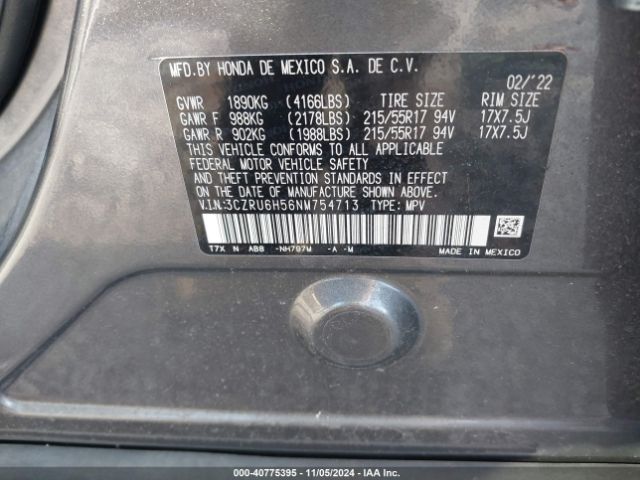 MFD.BY HONDA DE MEXICO S.A. DE C.V.
02/'22
GVWR 1890KG (4166LBS) TIRE SIZE RIM SIZE
GAWR F 988KG (2178LBS) 215/55R17 94V 17X7.5J
GAWR R 902KG (1988LBS) 215/55R17 94V 17X7.5J
THIS VEHICLE CONFORMS TO ALL APPLICABLE
FEDERAL MOTOR VEHICLE SAFETY
AND THEFT PREVENTION STANDARDS IN EFFECT
ON THE DATE OF MANUFACTURE SHOWN ABOVE.
V.I.N:3CZRU6H56NM754713 TYPE: MPV
T7X N AB8 -NH797M -A -M MADE IN MEXICO
000-40775395 - 11/05/2024 - IAA Inc.